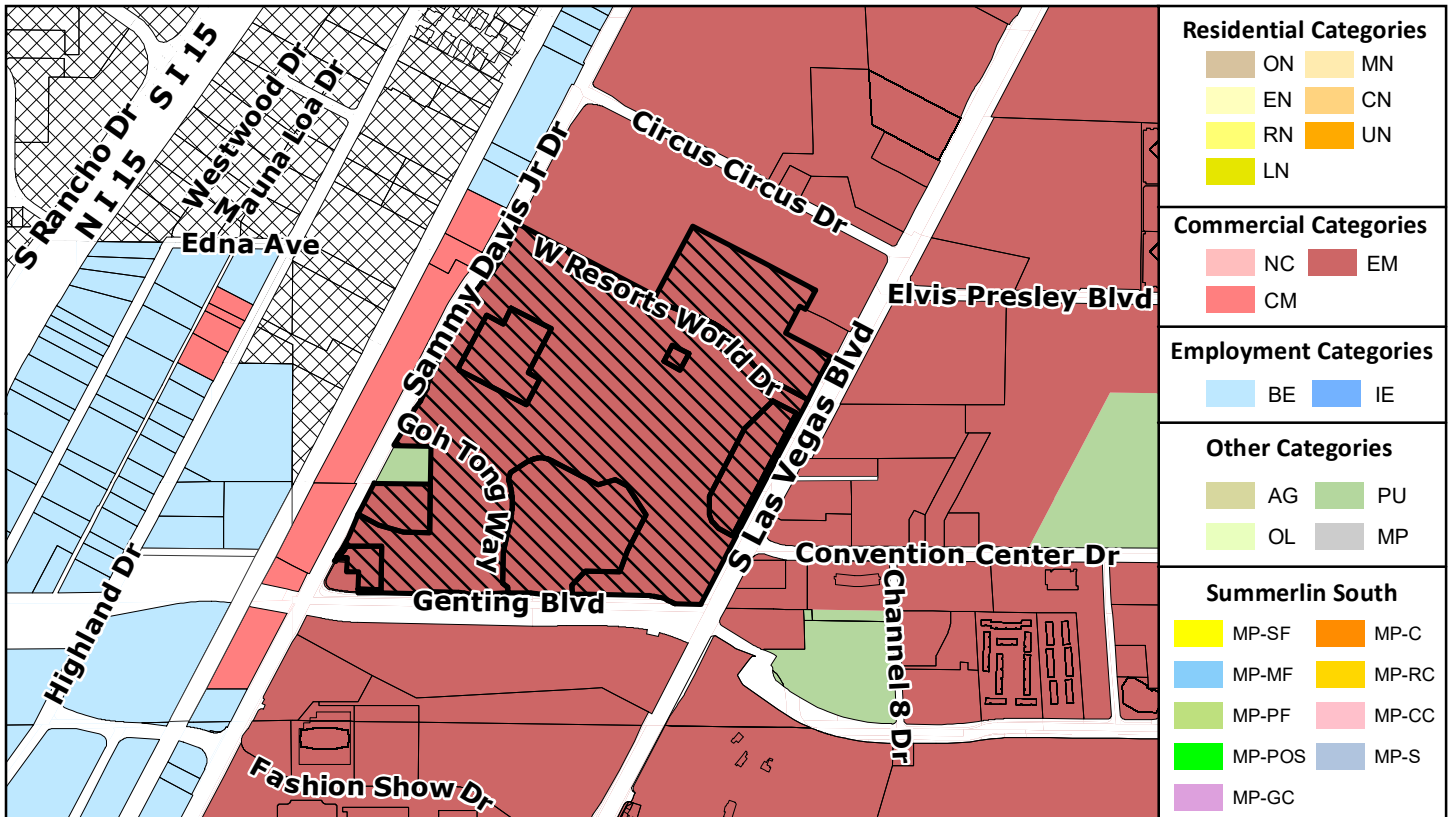 S I 15
Westwood Dr
Mauna Loa Dr
S Rancho Dr
N I 15
Edna Ave
Sammy Davis Jr Dr
Circus Circus Dr
W Resorts World Dr
Elvis Presley Blvd
S Las Vegas Blvd
Goh Tong Way
Convention Center Dr
Channel 8 Dr
Genting Blvd
Highland Dr
Fashion Show Dr
Residential Categories
ON MN
EN CN
RN UN
LN
Commercial Categories
NC EM
CM
Employment Categories
BE IE
Other Categories
AG PU
OL MP
Summerlin South
MP-SF MP-C
MP-MF MP-RC
MP-PF MP-CC
MP-POS MP-S
MP-GC